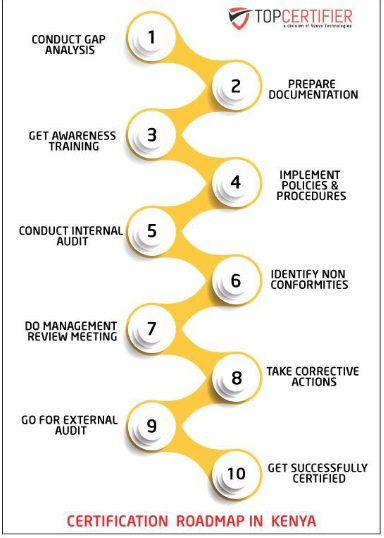 TOPCERTIFIER
a division of Nuova Technologies
1
CONDUCT GAP
ANALYSIS
2
PREPARE
DOCUMENTATION
3
GET AWARENESS
TRAINING
4
IMPLEMENT
POLICIES &
PROCEDURES
5
CONDUCT INTERNAL
AUDIT
6
IDENTIFY NON
CONFORMITIES
7
DO MANAGEMENT
REVIEW MEETING
8
TAKE CORRECTIVE
ACTIONS
9
GO FOR EXTERNAL
AUDIT
10
GET SUCCESSFULLY
CERTIFIED
CERTIFICATION ROADMAP IN KENYA